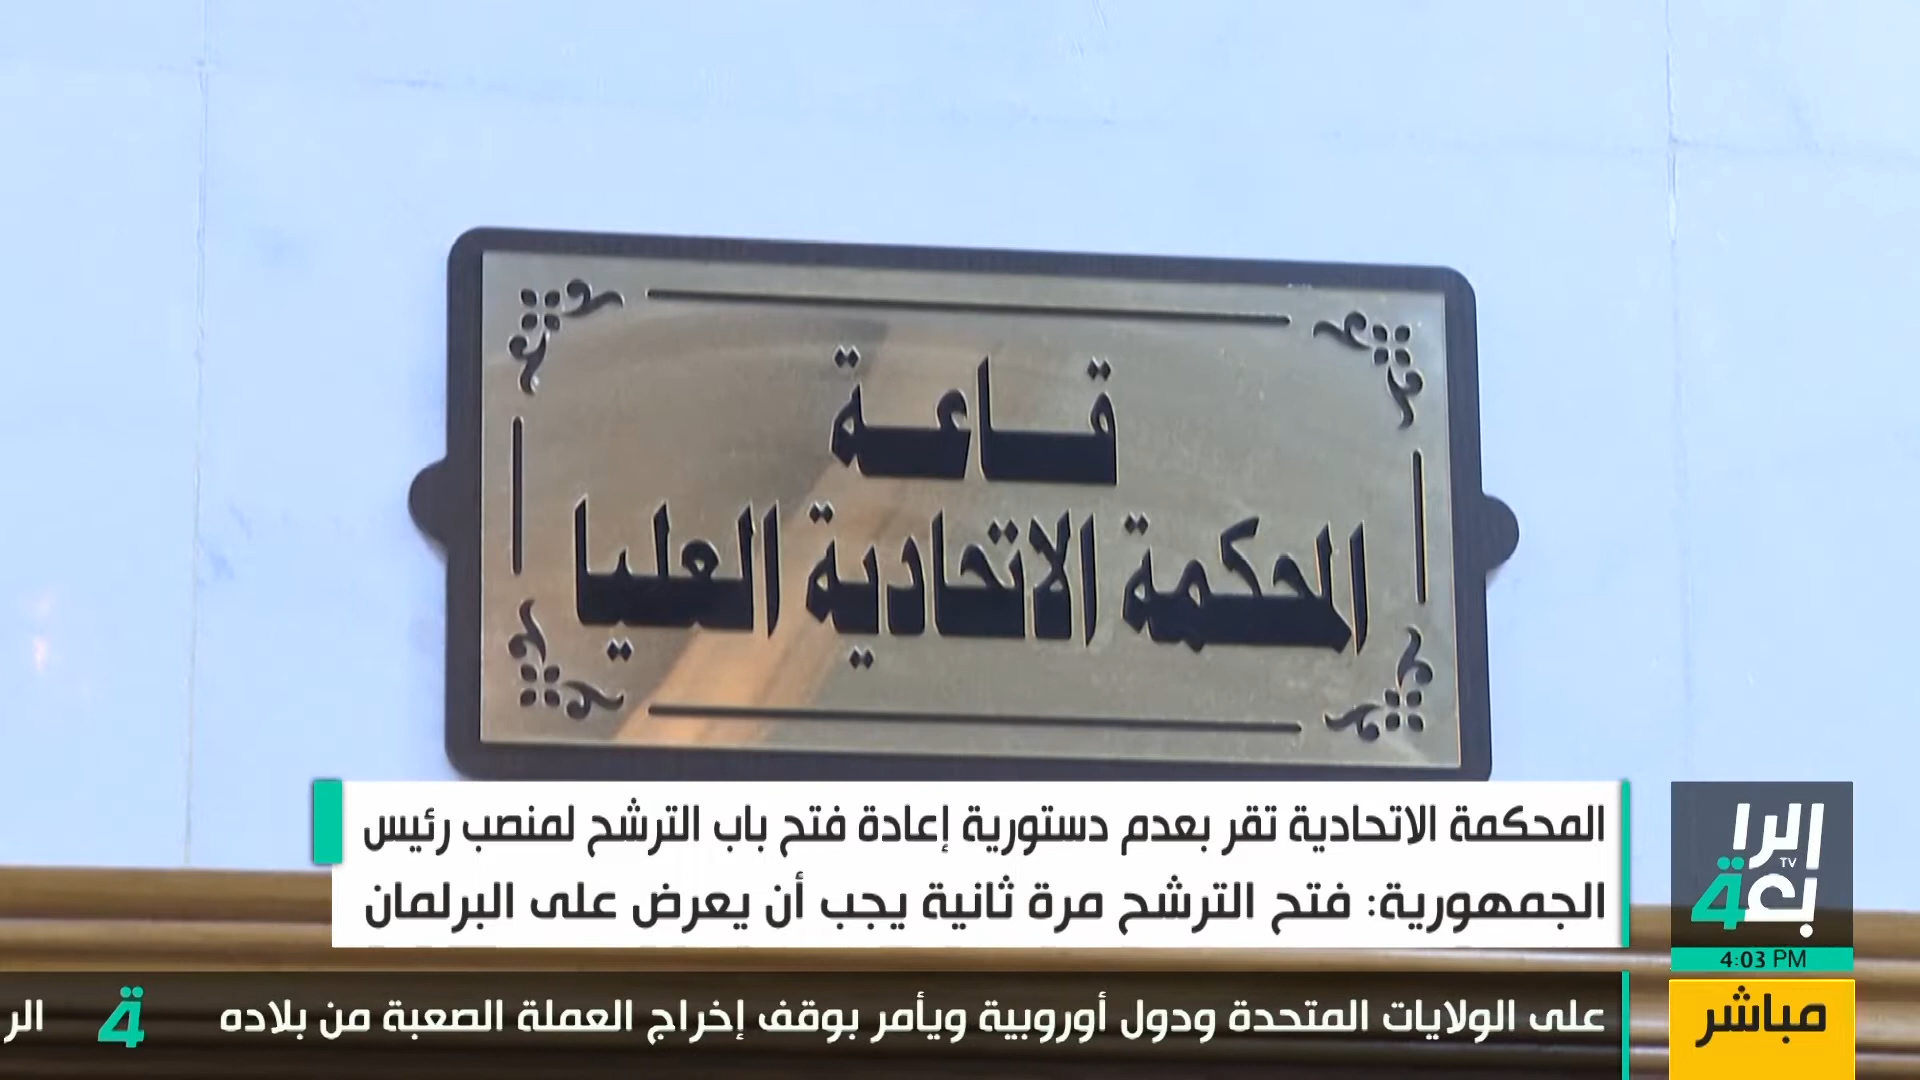 قاعة
المحكمة الاتحادية العليا
المحكمة الاتحادية تقر بعدم دستورية إعادة فتح باب الترشح لمنصب رئيس
الجمهورية: فتح الترشح مرة ثانية يجب أن يعرض على البرلمان
الرابعة
TV
4:03 PM
مباشر
على الولايات المتحدة ودول أوروبية ويأمر بوقف إخراج العملة الصعبة من بلاده